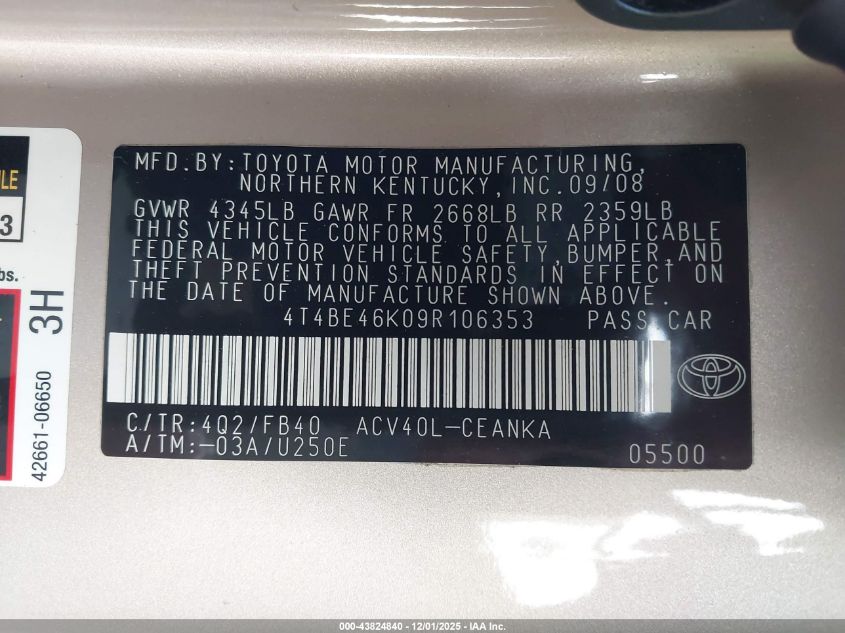 MFD.BY:TOYOTA MOTOR MANUFACTURING,
NORTHERN KENTUCKY,INC.09/08
GVWR 4345LB GAWR FR 2668LB RR 2359LB
THIS VEHICLE CONFORMS TO ALL APPLICABLE
FEDERAL MOTOR VEHICLE SAFETY,BUMPER,AND
THEFT PREVENTION STANDARDS IN EFFECT ON
THE DATE OF MANUFACTURE SHOWN ABOVE.
4T4BE46K09R106353 PASS CAR
C/TR:4Q2/FB40 ACV40L-CEANKA
A/TM:-03A/U250E 05500
3
bs.
3H
42661-06650
000-43824840 • 12/01/2025 • IAA Inc.